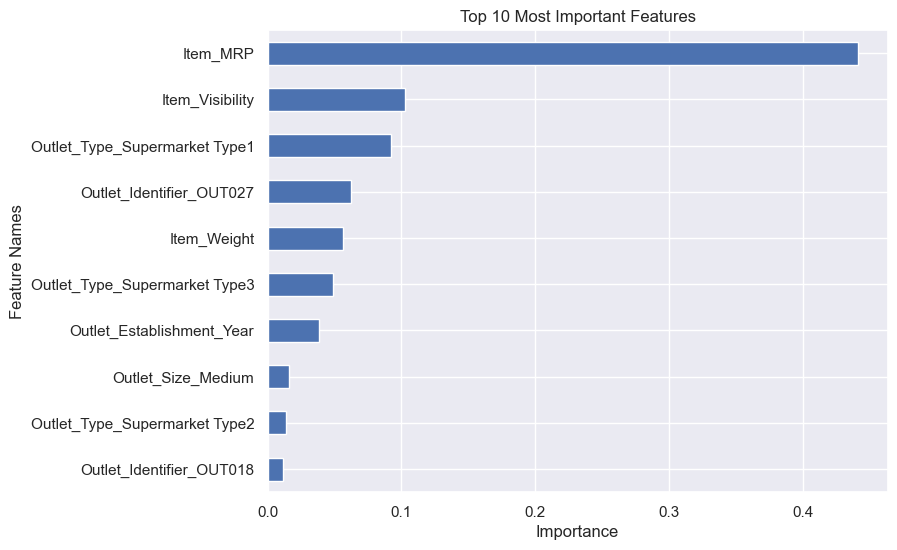 Top 10 Most Important Features
Feature Names
Item_MRP
Item_Visibility
Outlet_Type_Supermarket Type1
Outlet_Identifier_OUT027
Item_Weight
Outlet_Type_Supermarket Type3
Outlet_Establishment_Year
Outlet_Size_Medium
Outlet_Type_Supermarket Type2
Outlet_Identifier_OUT018
0.0 0.1 0.2 0.3 0.4
Importance